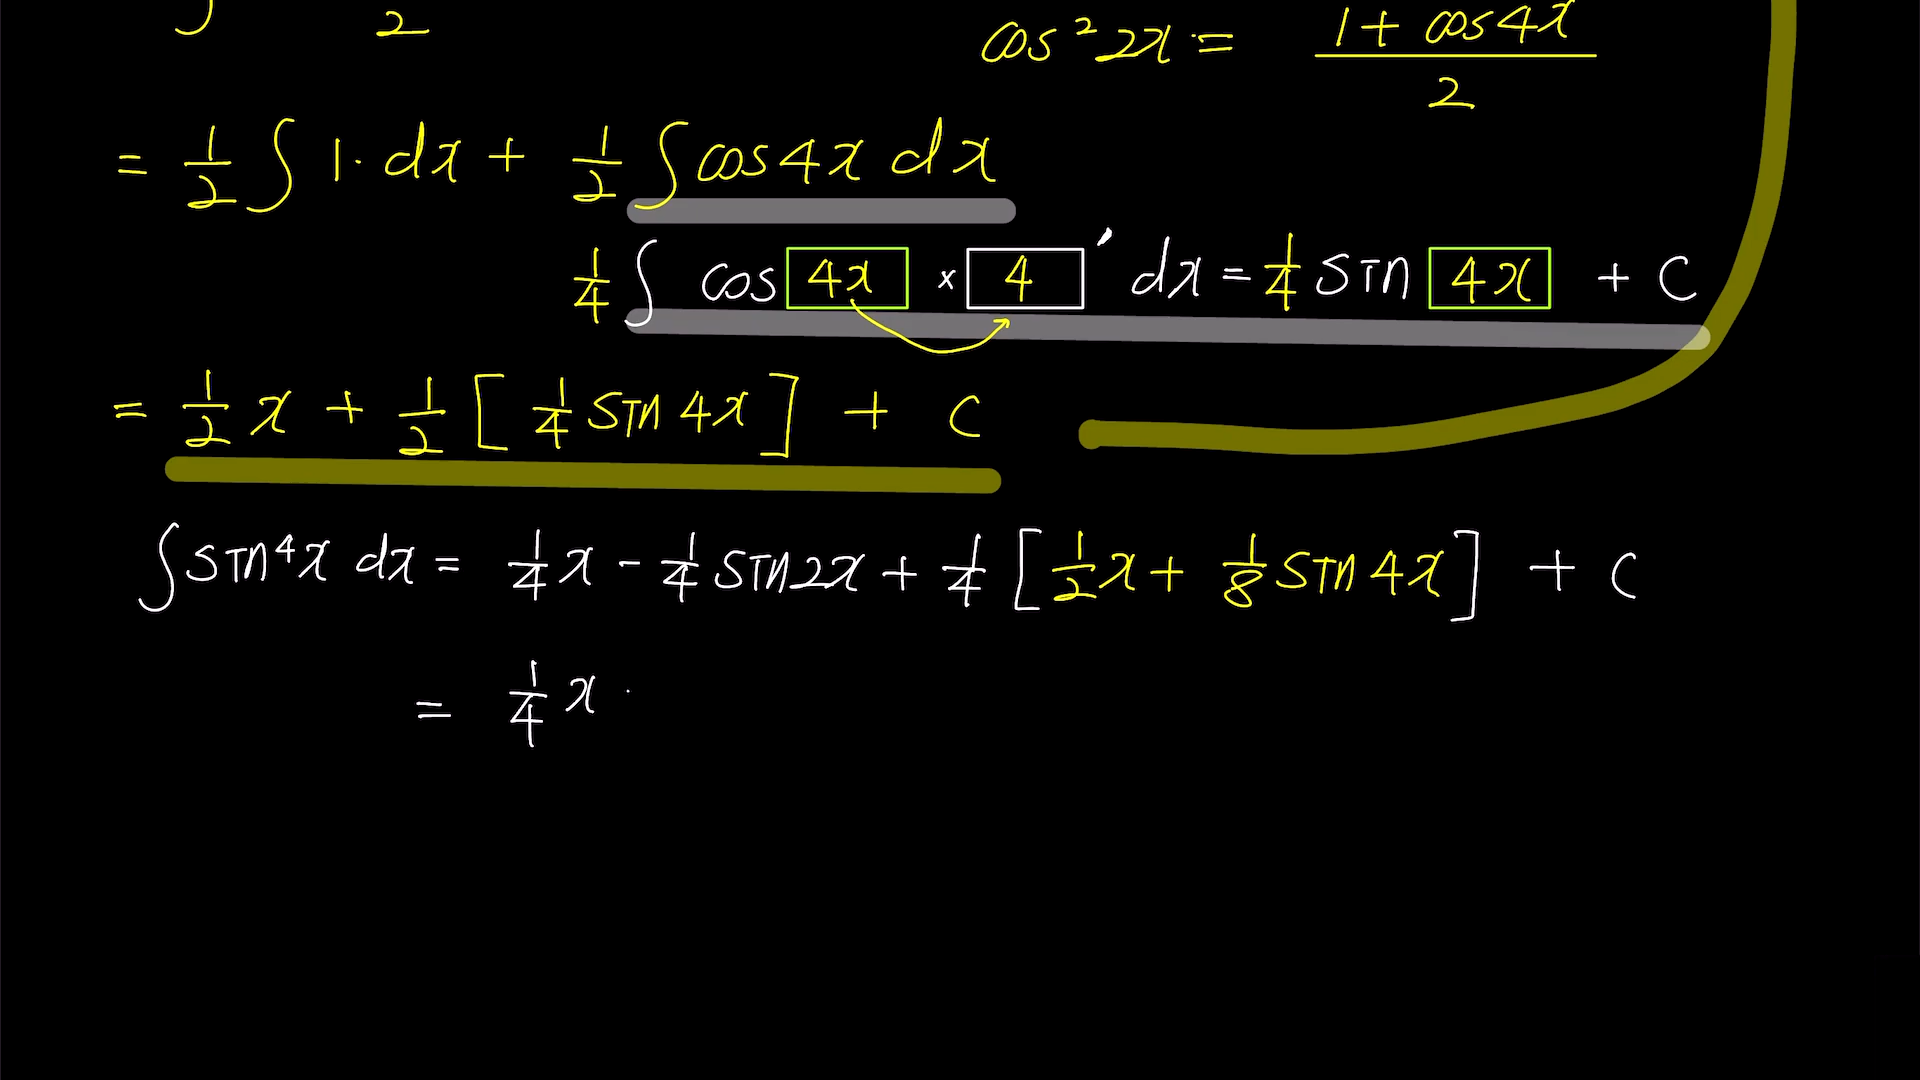 ∫ 2
cos²2x = (1 + cos4x)/2
= 1/2 ∫ 1· dx + 1/2 ∫ cos4x dx
1/4 ∫ cos 4x × 4 ′ dx = 1/4 sin 4x + C
= 1/2 x + 1/2 [ 1/4 sin 4x ] + C
∫ sin⁴x dx = 1/4 x - 1/4 sin2x + 1/4 [ 1/2 x + 1/8 sin 4x ] + C
= 1/4 x